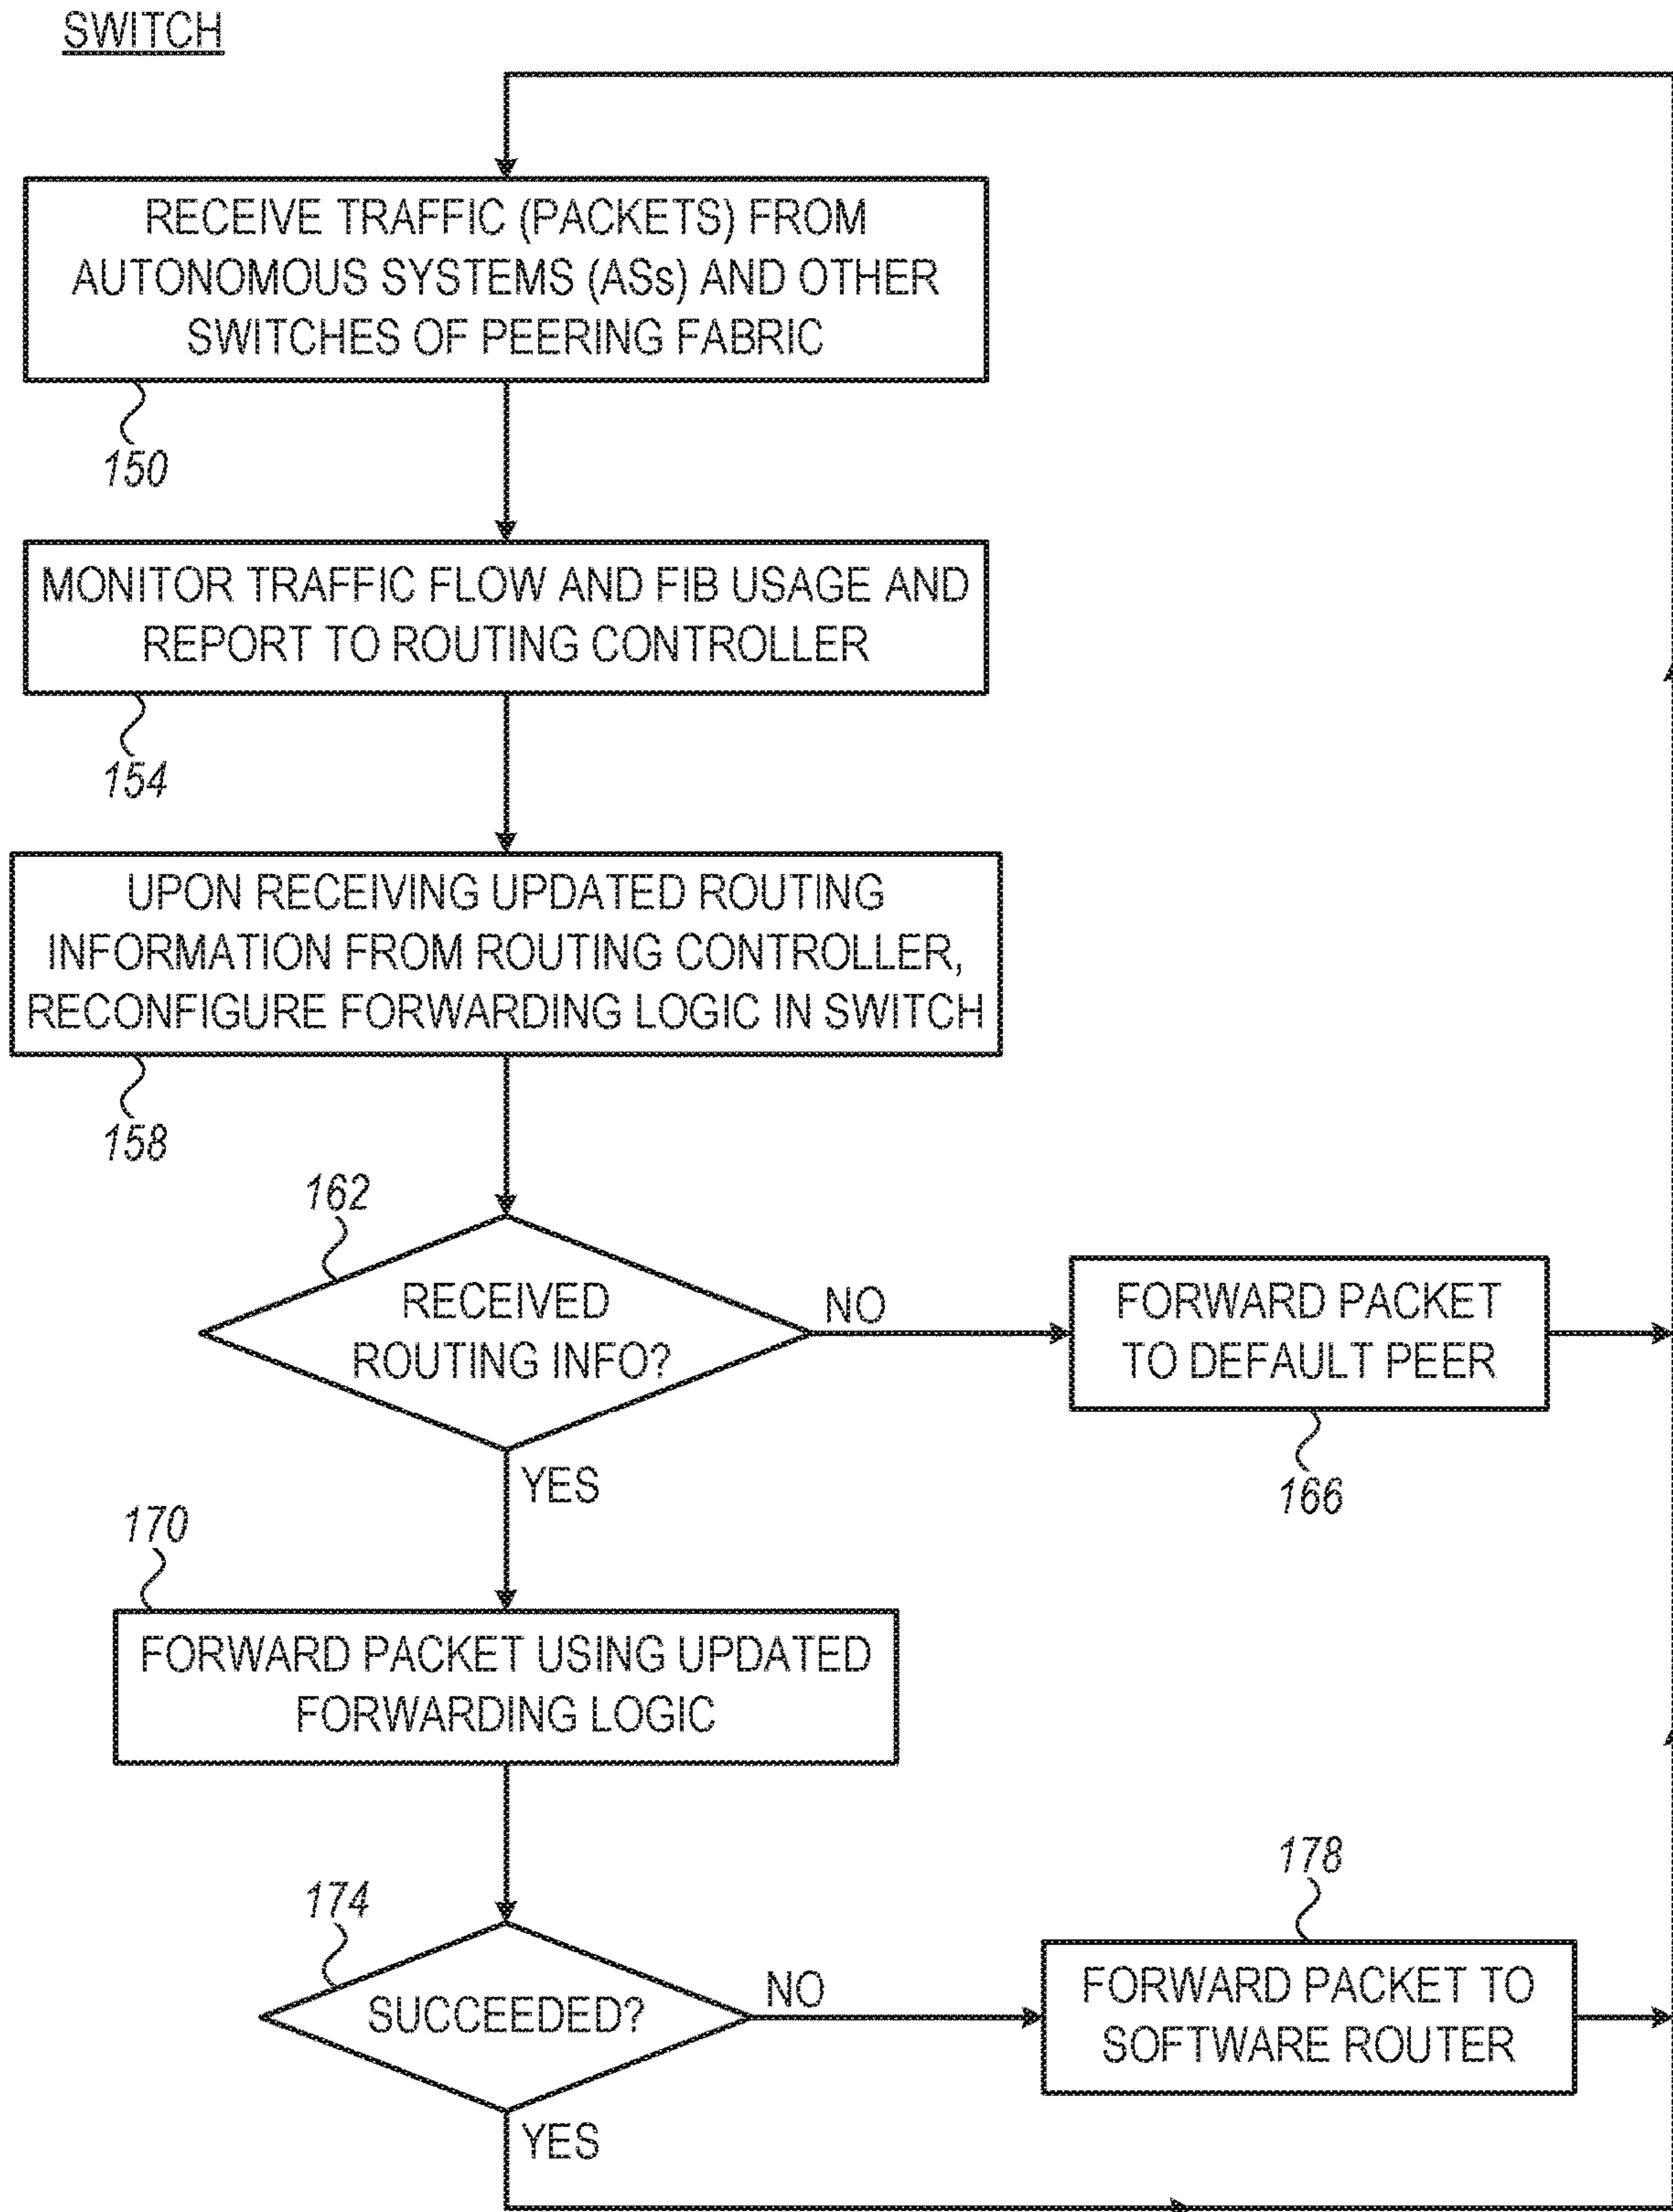 SWITCH
RECEIVE TRAFFIC (PACKETS) FROM
AUTONOMOUS SYSTEMS (ASs) AND OTHER
SWITCHES OF PEERING FABRIC
150
MONITOR TRAFFIC FLOW AND FIB USAGE AND
REPORT TO ROUTING CONTROLLER
154
UPON RECEIVING UPDATED ROUTING
INFORMATION FROM ROUTING CONTROLLER,
RECONFIGURE FORWARDING LOGIC IN SWITCH
158
162
RECEIVED
ROUTING INFO?
NO
FORWARD PACKET
TO DEFAULT PEER
166
YES
170
FORWARD PACKET USING UPDATED
FORWARDING LOGIC
174
SUCCEEDED?
NO
178
FORWARD PACKET TO
SOFTWARE ROUTER
YES